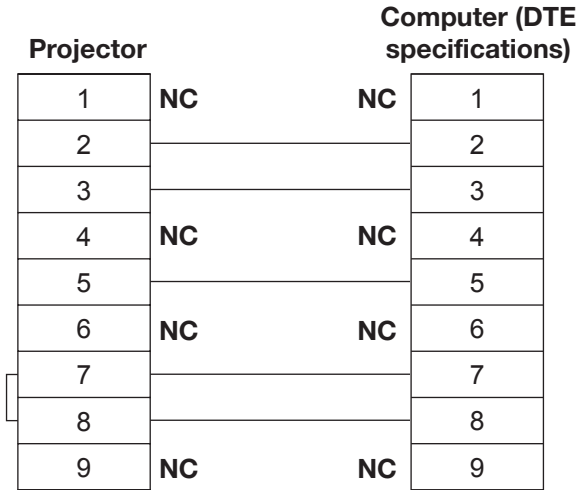 Computer (DTE
Projector specifications)
1 NC NC 1
2 2
3 3
4 NC NC 4
5 5
6 NC NC 6
7 7
8 8
9 NC NC 9